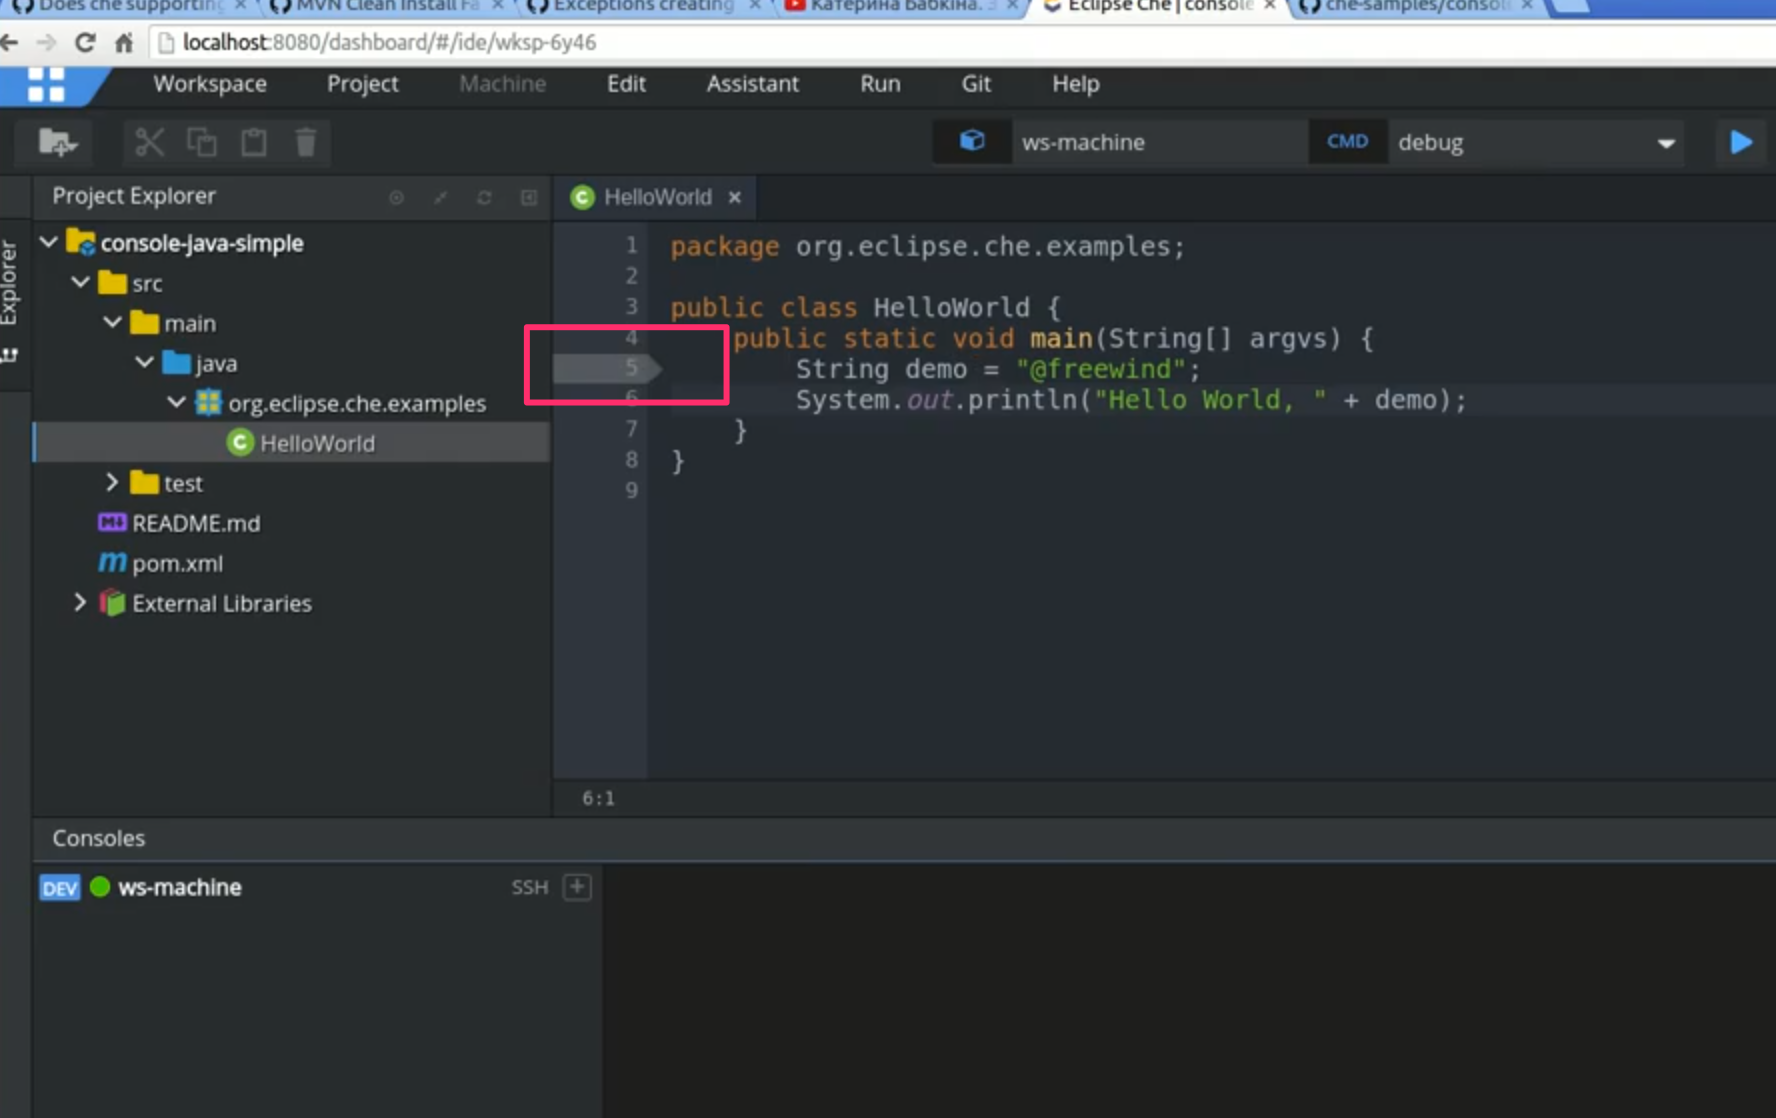 Does che supporting
MVN Clean Install Fa
Exceptions creating
Катерина Бабкіна.
Eclipse Che | console
che-samples/consol
localhost:8080/dashboard/#/ide/wksp-6y46
Workspace Project Machine Edit Assistant Run Git Help
ws-machine CMD debug
Explorer
Project Explorer
console-java-simple
src
main
java
org.eclipse.che.examples
HelloWorld
test
README.md
pom.xml
External Libraries
HelloWorld
1 package org.eclipse.che.examples;
2
3 public class HelloWorld {
4 public static void main(String[] argvs) {
5 String demo = "@freewind";
6 System.out.println("Hello World, " + demo);
7 }
8 }
9
6:1
Consoles
DEV ws-machine SSH